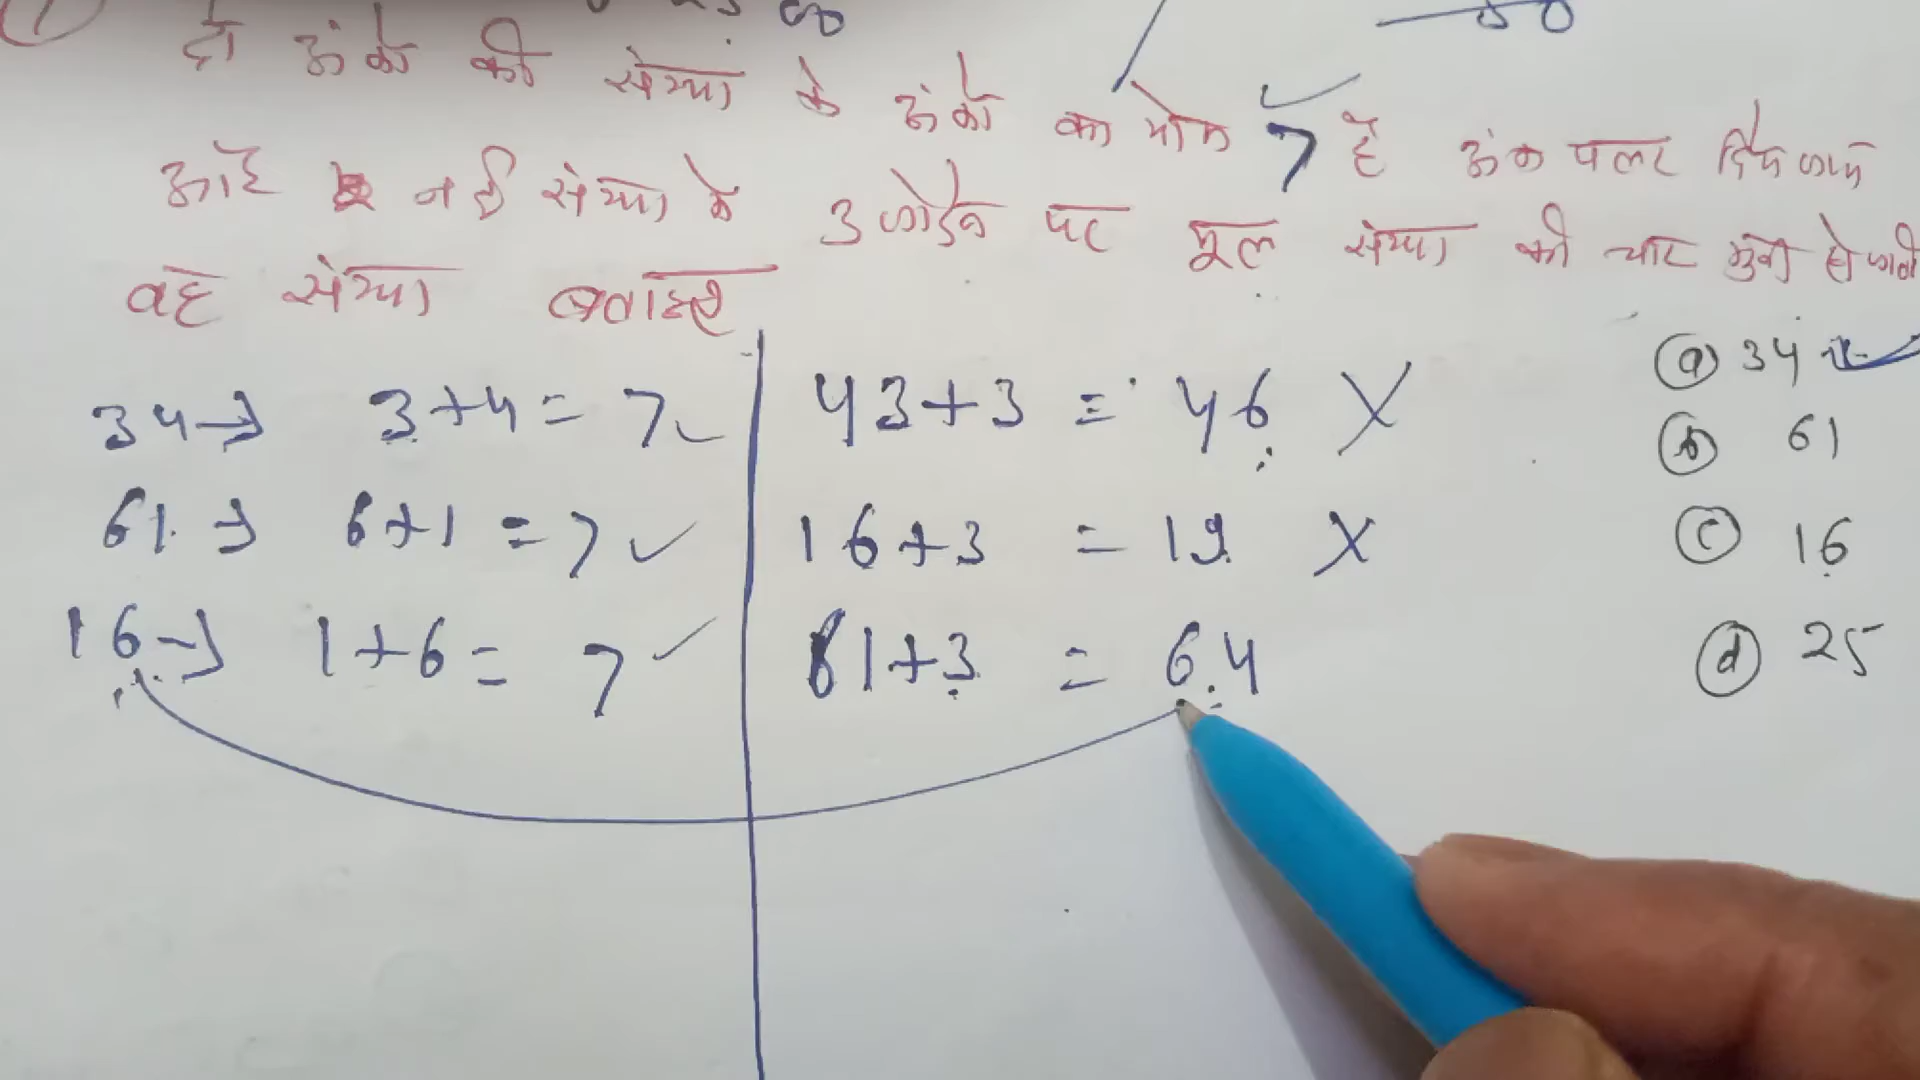 दो अंको की संख्या के अंको का योग 7 है अंक पलट दिए जाये
और नई संख्या के 3 जोड़ने पर मूल संख्या की चार गुनी हो जाती
वह संख्या बताइए
34→ 3+4= 7 43+3 = 46 X (a) 34
61→ 6+1 = 7 16+3 = 19 X (b) 61
16→ 1+6= 7 61+3 = 64 (c) 16
(d) 25